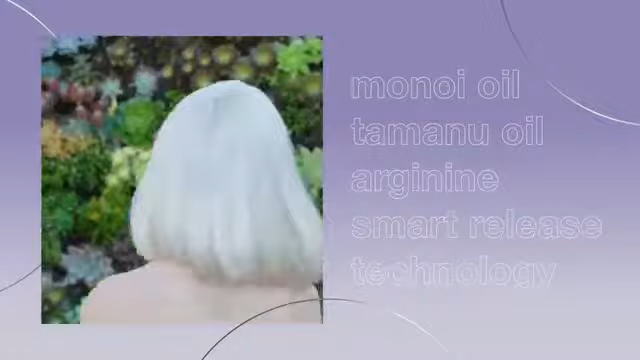 monoi oil
tamanu oil
arginine
smart release
technology